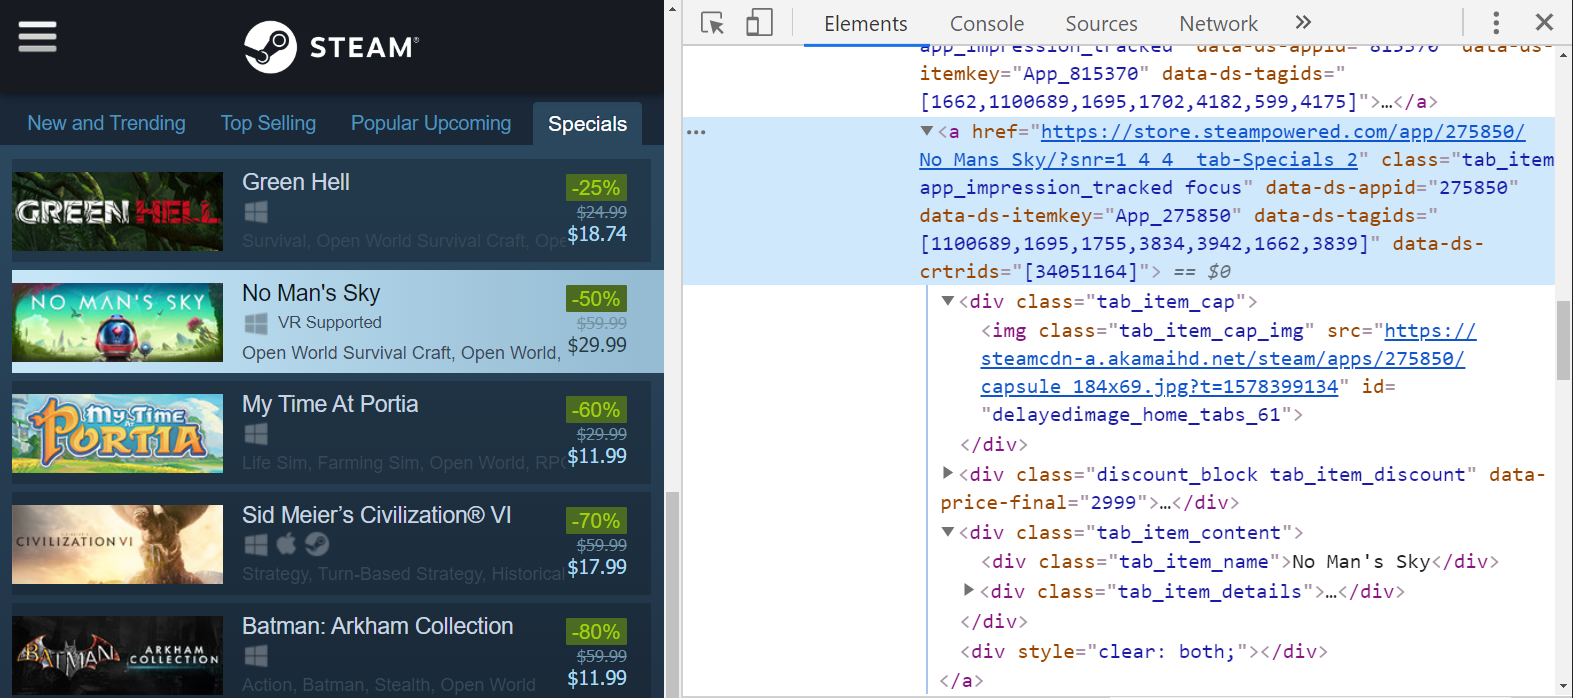 STEAM®
New and Trending
Top Selling
Popular Upcoming
Specials
GREEN HELL
Green Hell
-25%
$24.99
Survival, Open World Survival Craft, Ope
$18.74
NO MAN'S SKY
No Man's Sky
-50%
VR Supported
$59.99
Open World Survival Craft, Open World,
$29.99
My Time At PORTIA
My Time At Portia
-60%
$29.99
Life Sim, Farming Sim, Open World, RPG
$11.99
CIVILIZATION VI
Sid Meier’s Civilization® VI
-70%
$59.99
Strategy, Turn-Based Strategy, Historical
$17.99
BATMAN ARKHAM COLLECTION
Batman: Arkham Collection
-80%
$59.99
Action, Batman, Stealth, Open World
$11.99
Elements
Console
Sources
Network
»
app_impression_tracked" data-ds-appid="815370" data-ds-
itemkey="App_815370" data-ds-tagids="
[1662,1100689,1695,1702,4182,599,4175]">…</a>
<a href="https://store.steampowered.com/app/275850/
No_Mans_Sky/?snr=1_4_4__tab-Specials_2" class="tab_item
app_impression_tracked focus" data-ds-appid="275850"
data-ds-itemkey="App_275850" data-ds-tagids="
[1100689,1695,1755,3834,3942,1662,3839]" data-ds-
crtrids="[34051164]"> == $0
<div class="tab_item_cap">
<img class="tab_item_cap_img" src="https://
steamcdn-a.akamaihd.net/steam/apps/275850/
capsule_184x69.jpg?t=1578399134" id=
"delayedimage_home_tabs_61">
</div>
<div class="discount_block tab_item_discount" data-
price-final="2999">…</div>
<div class="tab_item_content">
<div class="tab_item_name">No Man's Sky</div>
<div class="tab_item_details">…</div>
</div>
<div style="clear: both;"></div>
</a>